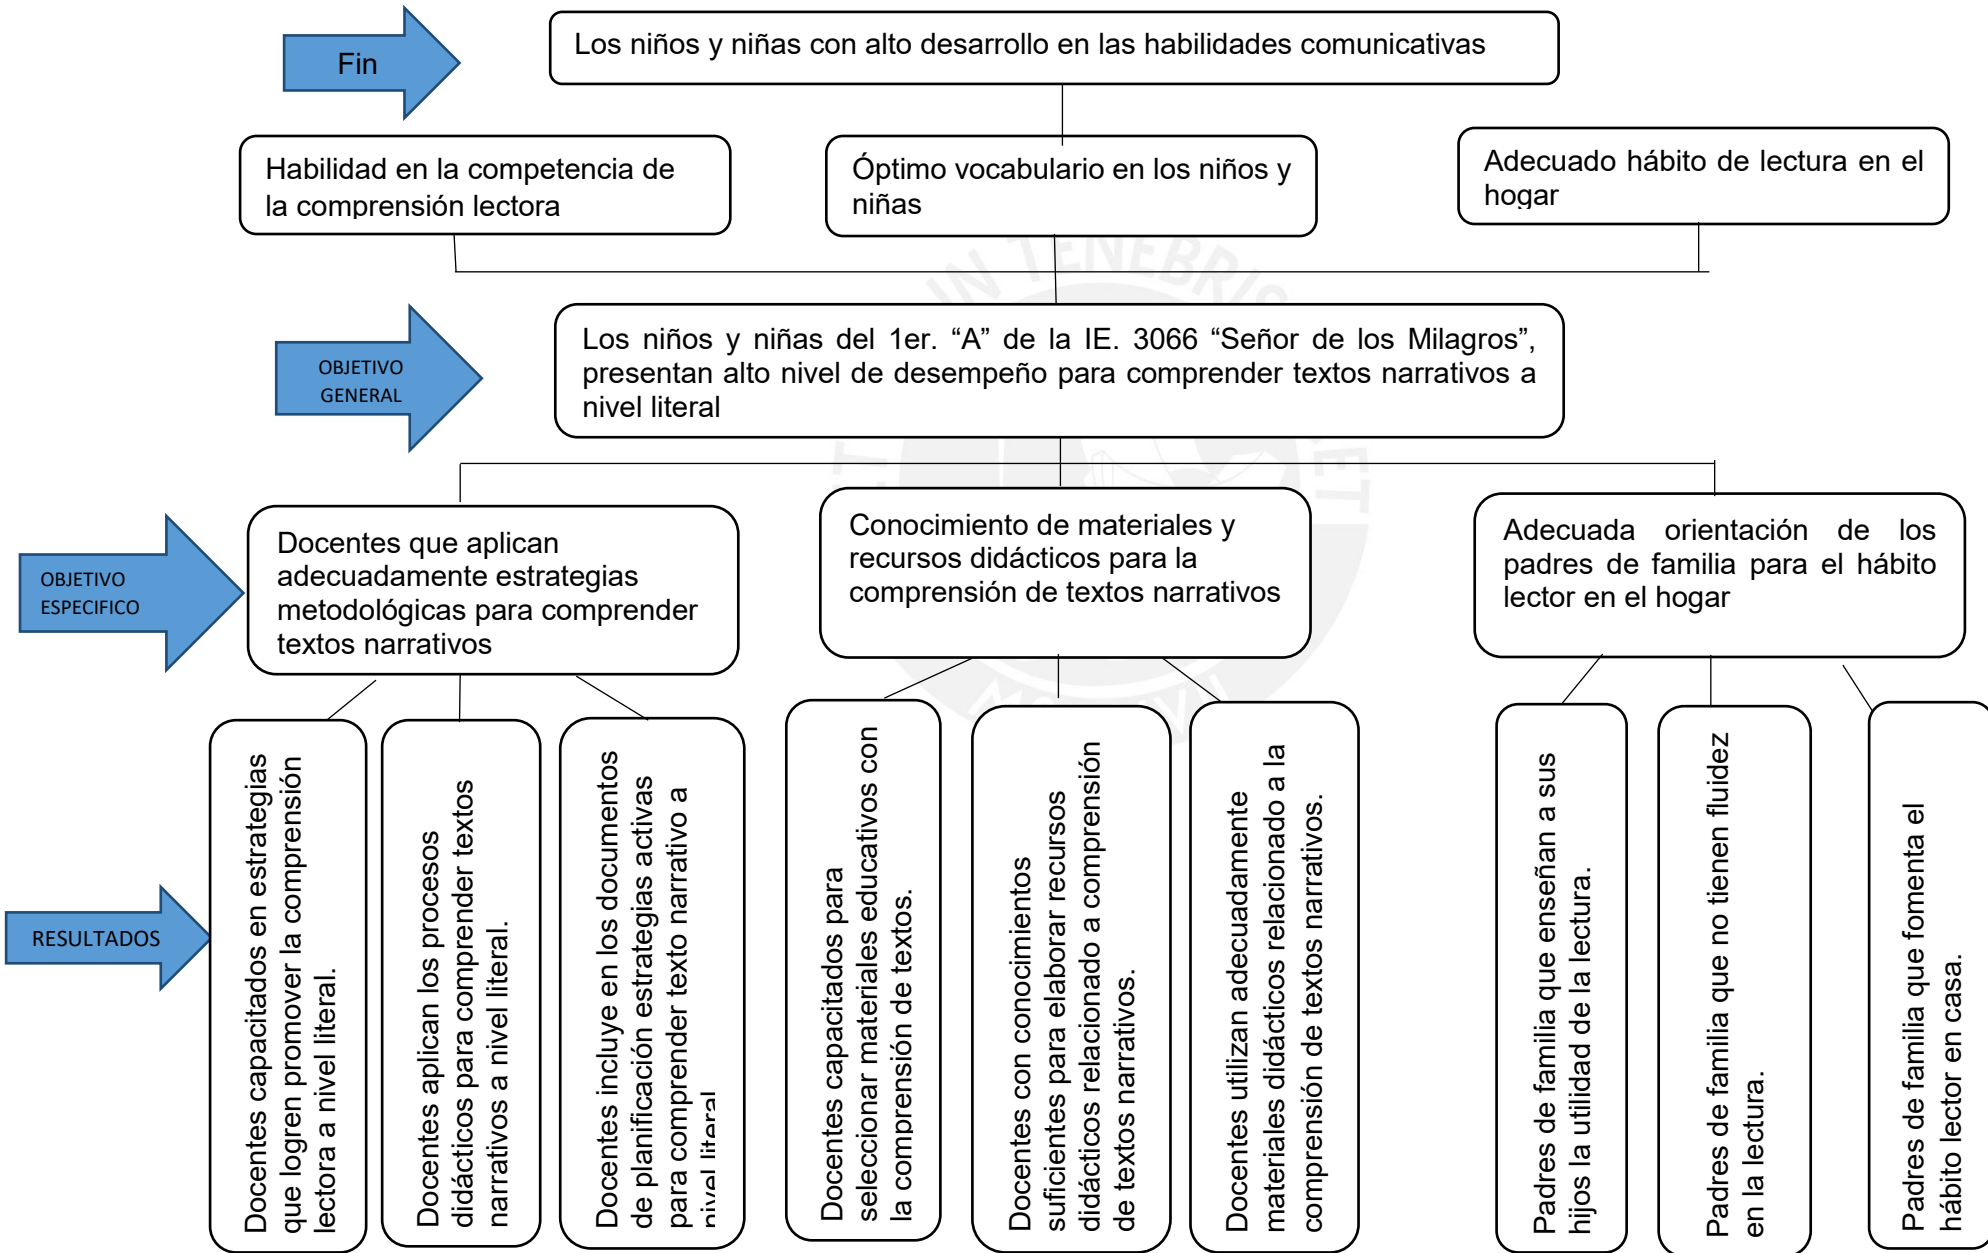 Fin
Los niños y niñas con alto desarrollo en las habilidades comunicativas
Habilidad en la competencia de
la comprensión lectora
Óptimo vocabulario en los niños y
niñas
Adecuado hábito de lectura en el
hogar
IN TENEBRIS
OBJETIVO
GENERAL
Los niños y niñas del 1er. “A” de la IE. 3066 “Señor de los Milagros”,
presentan alto nivel de desempeño para comprender textos narrativos a
nivel literal
OBJETIVO
ESPECIFICO
Docentes que aplican
adecuadamente estrategias
metodológicas para comprender
textos narrativos
Conocimiento de materiales y
recursos didácticos para la
comprensión de textos narrativos
Adecuada orientación de los
padres de familia para el hábito
lector en el hogar
RESULTADOS
Docentes capacitados en estrategias
que logren promover la comprensión
lectora a nivel literal.
Docentes aplican los procesos
didácticos para comprender textos
narrativos a nivel literal.
Docentes incluye en los documentos
de planificación estrategias activas
para comprender texto narrativo a
nivel literal
Docentes capacitados para
seleccionar materiales educativos con
la comprensión de textos.
Docentes con conocimientos
suficientes para elaborar recursos
didácticos relacionado a comprensión
de textos narrativos.
Docentes utilizan adecuadamente
materiales didácticos relacionado a la
comprensión de textos narrativos.
Padres de familia que enseñan a sus
hijos la utilidad de la lectura.
Padres de familia que no tienen fluidez
en la lectura.
Padres de familia que fomenta el
hábito lector en casa.